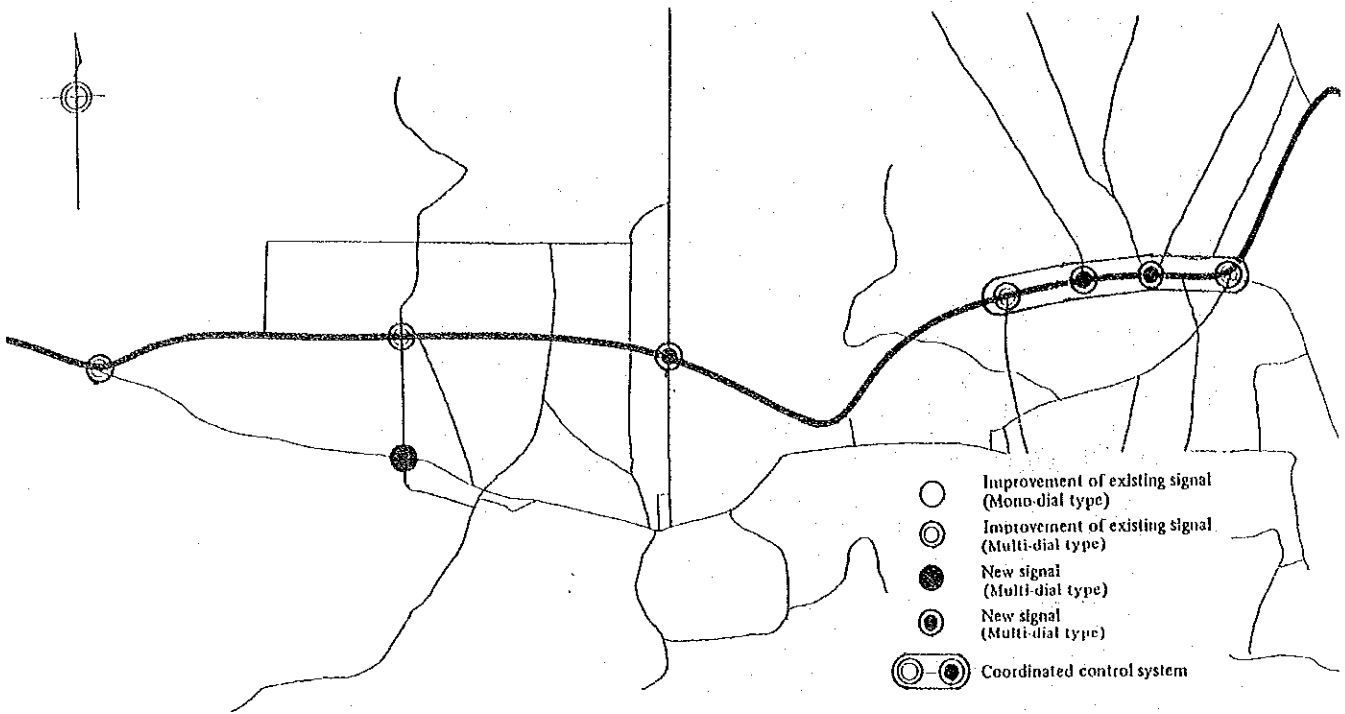 Improvement of existing signal
(Mono-dial type)
Improvement of existing signal
(Multi-dial type)
New signal
(Multi-dial type)
New signal
(Multi-dial type)
Coordinated control system